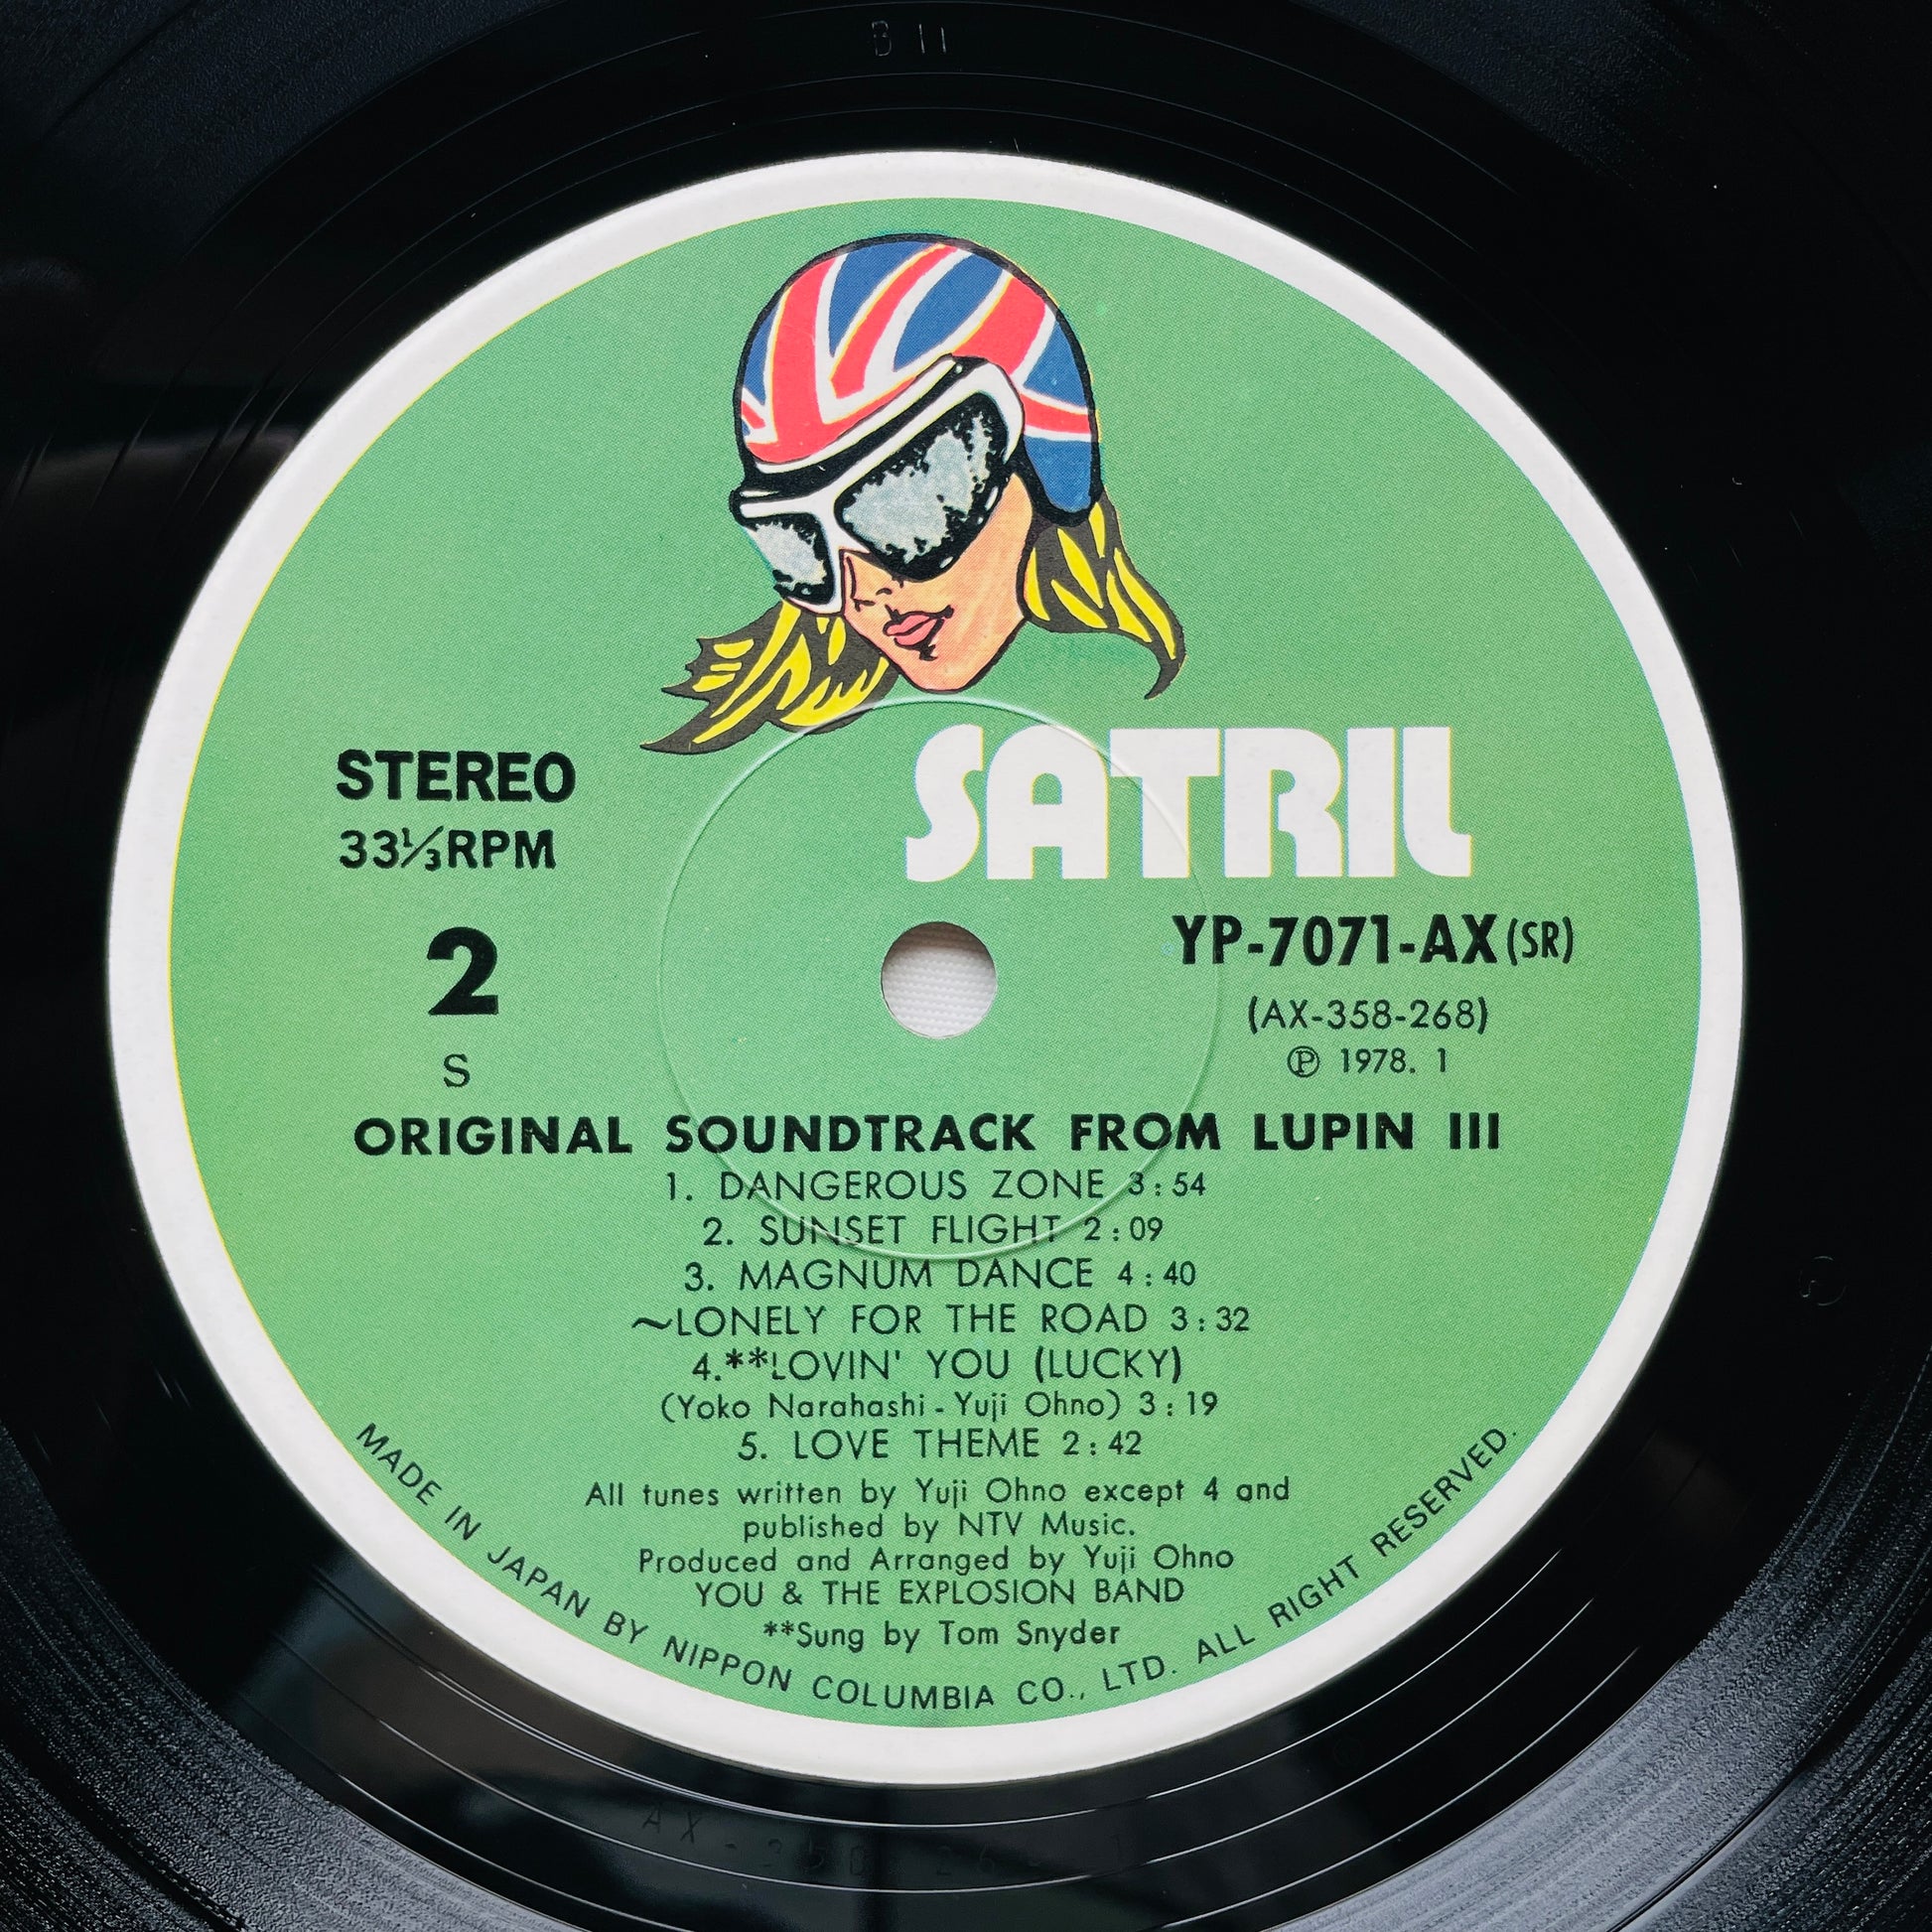 B 11
SATRIL
STEREO
33⅓RPM
2
S
YP-7071-AX(SR)
(AX-358-268)
Ⓟ 1978. 1
ORIGINAL SOUNDTRACK FROM LUPIN III
1. DANGEROUS ZONE 3:54
2. SUNSET FLIGHT 2:09
3. MAGNUM DANCE 4:40
~LONELY FOR THE ROAD 3:32
4.**LOVIN' YOU (LUCKY)
(Yoko Narahashi - Yuji Ohno) 3:19
5. LOVE THEME 2:42
All tunes written by Yuji Ohno except 4 and
published by NTV Music.
Produced and Arranged by Yuji Ohno
YOU & THE EXPLOSION BAND
**Sung by Tom Snyder
MADE IN JAPAN BY NIPPON COLUMBIA CO., LTD. ALL RIGHT RESERVED.